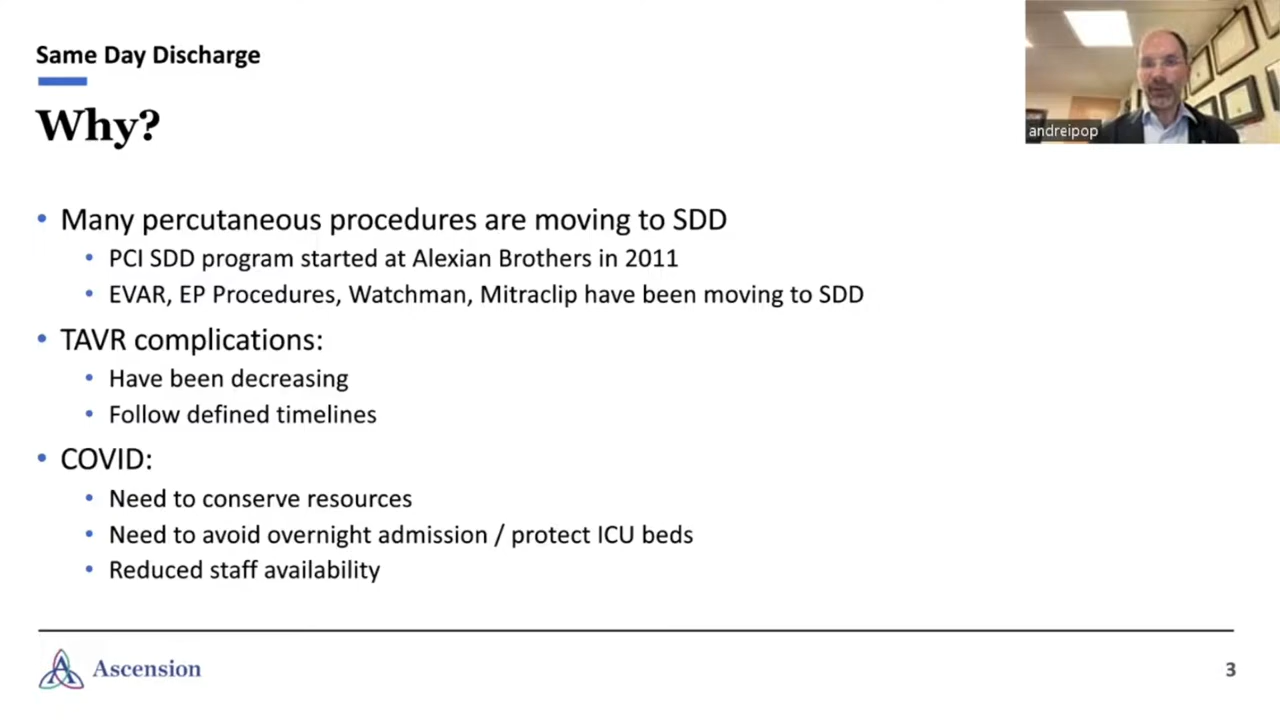 Same Day Discharge
Why?
andreipop
• Many percutaneous procedures are moving to SDD
• PCI SDD program started at Alexian Brothers in 2011
• EVAR, EP Procedures, Watchman, Mitraclip have been moving to SDD
• TAVR complications:
• Have been decreasing
• Follow defined timelines
• COVID:
• Need to conserve resources
• Need to avoid overnight admission / protect ICU beds
• Reduced staff availability
Ascension
3